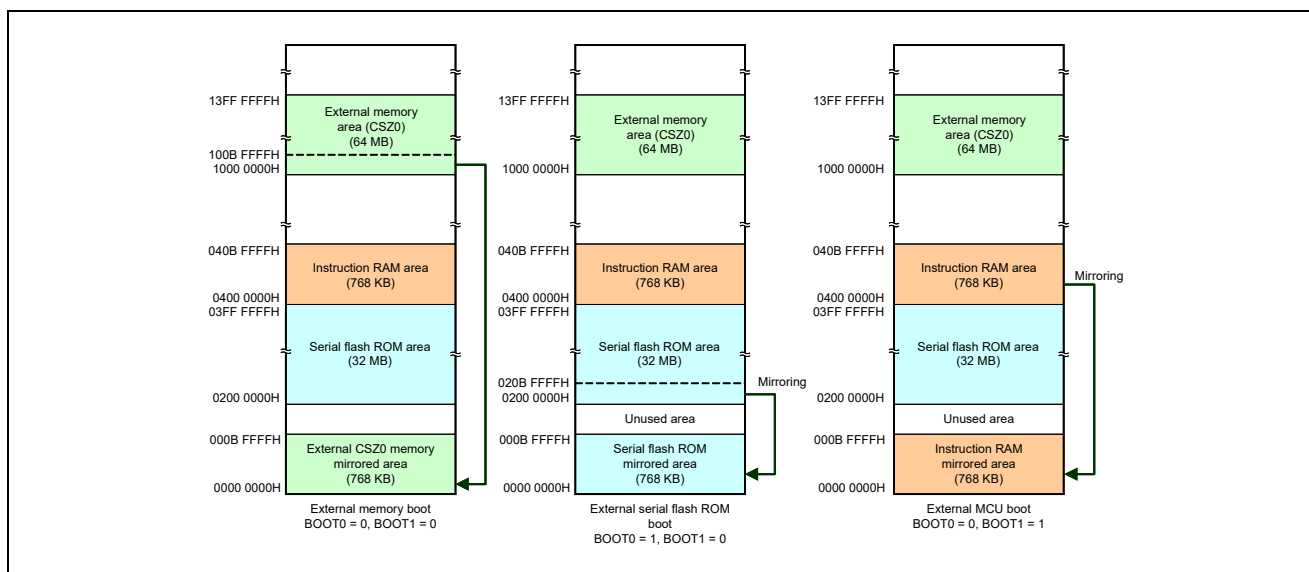 13FF FFFFH
External memory
area (CSZ0)
(64 MB)
100B FFFFH
1000 0000H
040B FFFFH
Instruction RAM area
(768 KB)
0400 0000H
03FF FFFFH
Serial flash ROM area
(32 MB)
0200 0000H
000B FFFFH
External CSZ0 memory
mirrored area
(768 KB)
0000 0000H
External memory boot
BOOT0 = 0, BOOT1 = 0
13FF FFFFH
External memory
area (CSZ0)
(64 MB)
1000 0000H
040B FFFFH
Instruction RAM area
(768 KB)
0400 0000H
03FF FFFFH
Serial flash ROM area
(32 MB)
020B FFFFH
Mirroring
0200 0000H
Unused area
000B FFFFH
Serial flash ROM
mirrored area
(768 KB)
0000 0000H
External serial flash ROM
boot
BOOT0 = 1, BOOT1 = 0
13FF FFFFH
External memory
area (CSZ0)
(64 MB)
1000 0000H
040B FFFFH
Instruction RAM area
(768 KB)
Mirroring
0400 0000H
03FF FFFFH
Serial flash ROM area
(32 MB)
0200 0000H
Unused area
000B FFFFH
Instruction RAM
mirrored area
(768 KB)
0000 0000H
External MCU boot
BOOT0 = 0, BOOT1 = 1